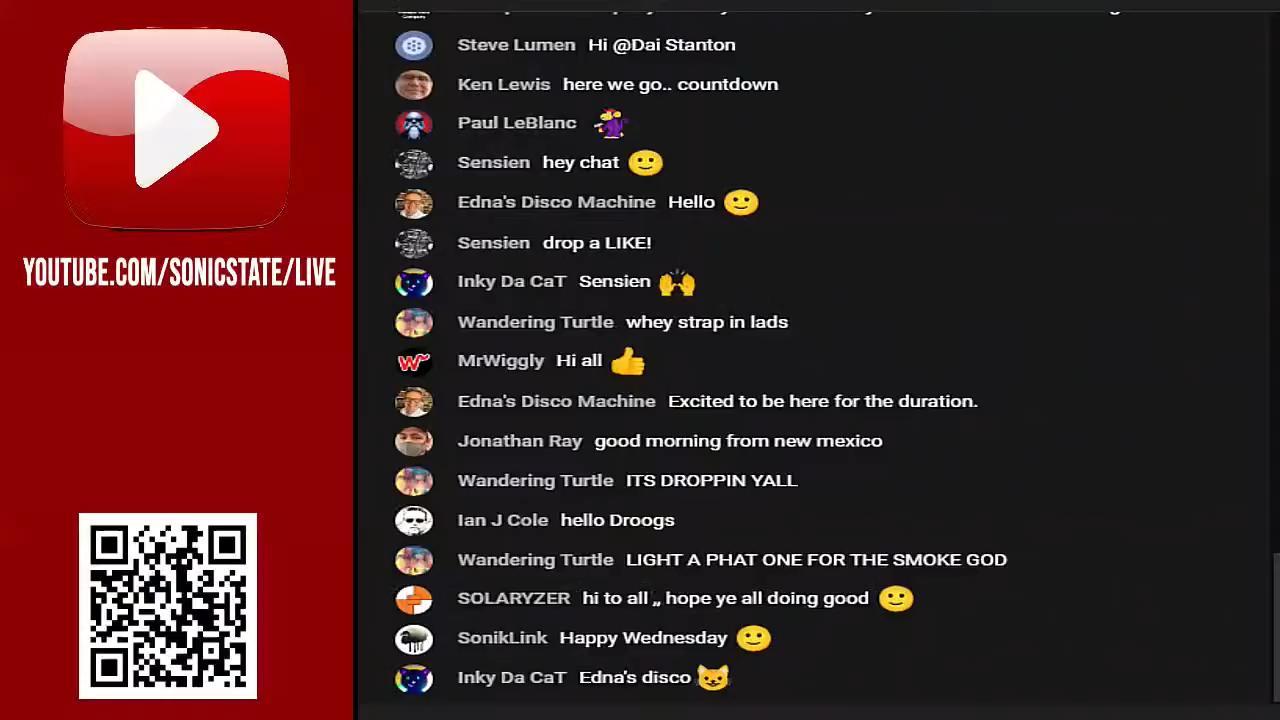 YOUTUBE.COM/SONICSTATE/LIVE
Steve Lumen Hi @Dai Stanton
Ken Lewis here we go.. countdown
Paul LeBlanc
Sensien hey chat 🙂
Edna's Disco Machine Hello 🙂
Sensien drop a LIKE!
Inky Da CaT Sensien 🙌
Wandering Turtle whey strap in lads
MrWiggly Hi all 👍
Edna's Disco Machine Excited to be here for the duration.
Jonathan Ray good morning from new mexico
Wandering Turtle ITS DROPPIN YALL
Ian J Cole hello Droogs
Wandering Turtle LIGHT A PHAT ONE FOR THE SMOKE GOD
SOLARYZER hi to all ,, hope ye all doing good 🙂
SonikLink Happy Wednesday 🙂
Inky Da CaT Edna's disco 😺